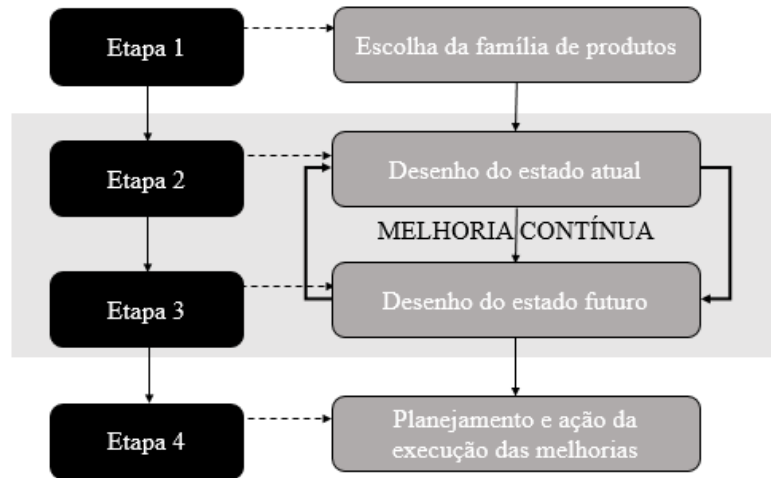 Etapa 1
Escolha da família de produtos
Etapa 2
Desenho do estado atual
MELHORIA CONTÍNUA
Etapa 3
Desenho do estado futuro
Etapa 4
Planejamento e ação da
execução das melhorias